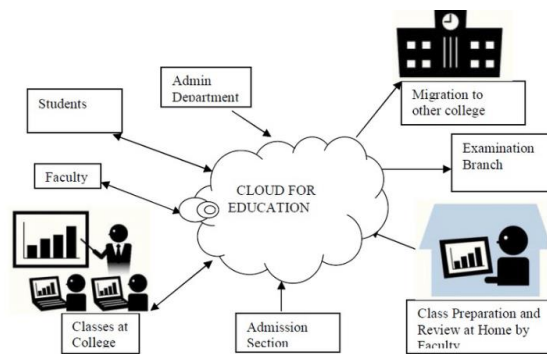 Admin
Department
Students
Migration to
other college
Examination
Branch
Faculty
CLOUD FOR
EDUCATION
Classes at
College
Admission
Section
Class Preparation and
Review at Home by
Faculty